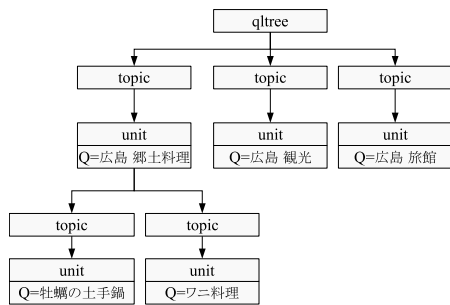 qltree
topic topic topic
unit unit unit
Q=広島 郷土料理 Q=広島 観光 Q=広島 旅館
topic topic
unit unit
Q=牡蠣の土手鍋 Q=ワニ料理